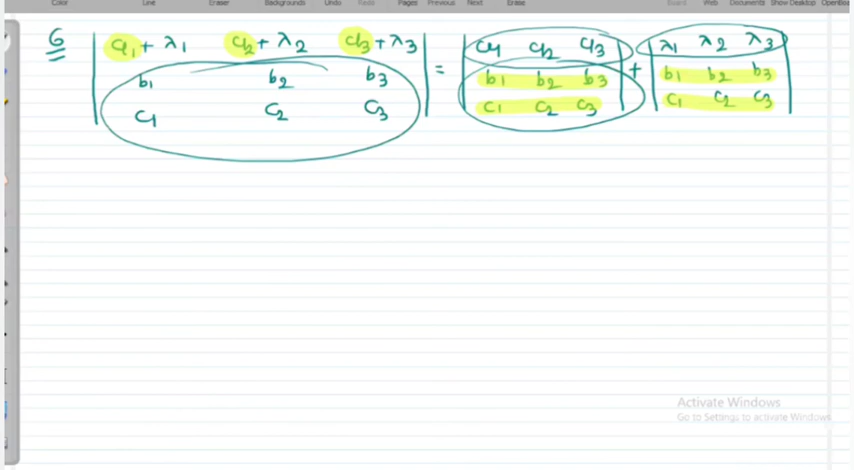 Color Line Eraser Backgrounds Undo Redo Pages Previous Next Erase Board Web Documents Show Desktop
6
| a1 + λ1 a2 + λ2 a3 + λ3 | = | a1 a2 a3 | + | λ1 λ2 λ3 |
| b1 b2 b3 | | b1 b2 b3 | | b1 b2 b3 |
| c1 c2 c3 | | c1 c2 c3 | | c1 c2 c3 |
Activate Windows
Go to Settings to activate Windows.